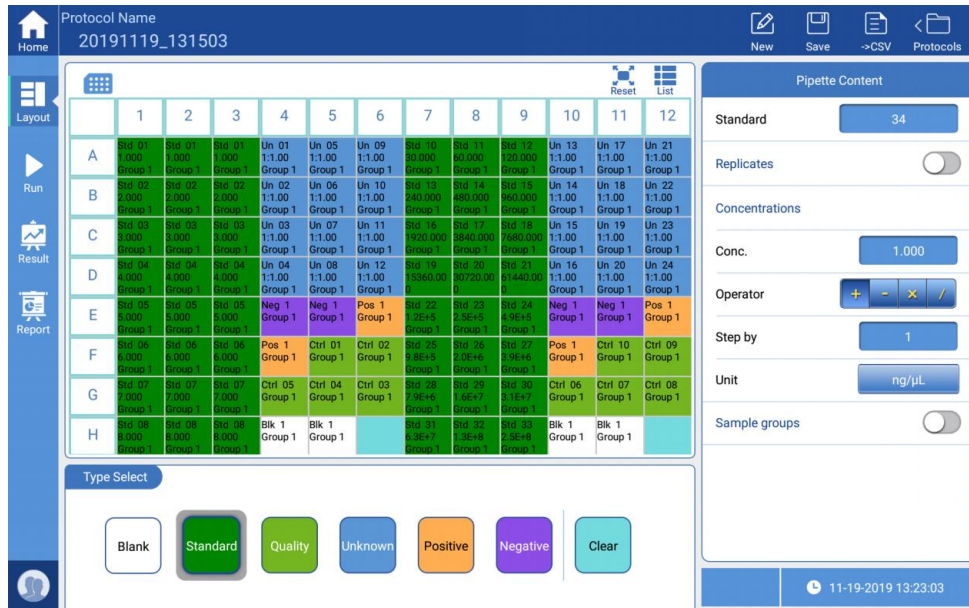 Protocol Name
20191119_131503
Home
New
Save
->CSV
Protocols
Layout
Run
Result
Report
Reset
List
1 2 3 4 5 6 7 8 9 10 11 12
A
Std 01 Std 01 Std 01 Un 01 Un 05 Un 09 Std 10 Std 11 Std 12 Un 13 Un 17 Un 21
1.000 1.000 1.000 1:1.00 1:1.00 1:1.00 30.000 60.000 120.000 1:1.00 1:1.00 1:1.00
Group 1 Group 1 Group 1 Group 1 Group 1 Group 1 Group 1 Group 1 Group 1 Group 1 Group 1 Group 1
B
Std 02 Std 02 Std 02 Un 02 Un 06 Un 10 Std 13 Std 14 Std 15 Un 14 Un 18 Un 22
2.000 2.000 2.000 1:1.00 1:1.00 1:1.00 240.000 480.000 960.000 1:1.00 1:1.00 1:1.00
Group 1 Group 1 Group 1 Group 1 Group 1 Group 1 Group 1 Group 1 Group 1 Group 1 Group 1 Group 1
C
Std 03 Std 03 Std 03 Un 03 Un 07 Un 11 Std 16 Std 17 Std 18 Un 15 Un 19 Un 23
3.000 3.000 3.000 1:1.00 1:1.00 1:1.00 1920.000 3840.000 7680.000 1:1.00 1:1.00 1:1.00
Group 1 Group 1 Group 1 Group 1 Group 1 Group 1 Group 1 Group 1 Group 1 Group 1 Group 1 Group 1
D
Std 04 Std 04 Std 04 Un 04 Un 08 Un 12 Std 19 Std 20 Std 21 Un 16 Un 20 Un 24
4.000 4.000 4.000 1:1.00 1:1.00 1:1.00 15360.00 30720.00 61440.00 1:1.00 1:1.00 1:1.00
Group 1 Group 1 Group 1 Group 1 Group 1 Group 1 0 0 0 Group 1 Group 1 Group 1
E
Std 05 Std 05 Std 05 Neg 1 Neg 1 Pos 1 Std 22 Std 23 Std 24 Neg 1 Neg 1 Pos 1
5.000 5.000 5.000 Group 1 Group 1 Group 1 1.2E+5 2.5E+5 4.9E+5 Group 1 Group 1 Group 1
Group 1 Group 1 Group 1 Group 1 Group 1 Group 1
F
Std 06 Std 06 Std 06 Pos 1 Ctrl 01 Ctrl 02 Std 25 Std 26 Std 27 Pos 1 Ctrl 10 Ctrl 09
6.000 6.000 6.000 Group 1 Group 1 Group 1 9.8E+5 2.0E+6 3.9E+6 Group 1 Group 1 Group 1
Group 1 Group 1 Group 1 Group 1 Group 1 Group 1
G
Std 07 Std 07 Std 07 Ctrl 05 Ctrl 04 Ctrl 03 Std 28 Std 29 Std 30 Ctrl 06 Ctrl 07 Ctrl 08
7.000 7.000 7.000 Group 1 Group 1 Group 1 7.9E+6 1.6E+7 3.1E+7 Group 1 Group 1 Group 1
Group 1 Group 1 Group 1 Group 1 Group 1 Group 1
H
Std 08 Std 08 Std 08 Blk 1 Blk 1 Std 31 Std 32 Std 33 Blk 1 Blk 1
8.000 8.000 8.000 Group 1 Group 1 6.3E+7 1.3E+8 2.5E+8 Group 1 Group 1
Group 1 Group 1 Group 1 Group 1 Group 1 Group 1
Type Select
Blank
Standard
Quality
Unknown
Positive
Negative
Clear
Pipette Content
Standard 34
Replicates
Concentrations
Conc. 1.000
Operator + - × /
Step by 1
Unit ng/µL
Sample groups
11-19-2019 13:23:03